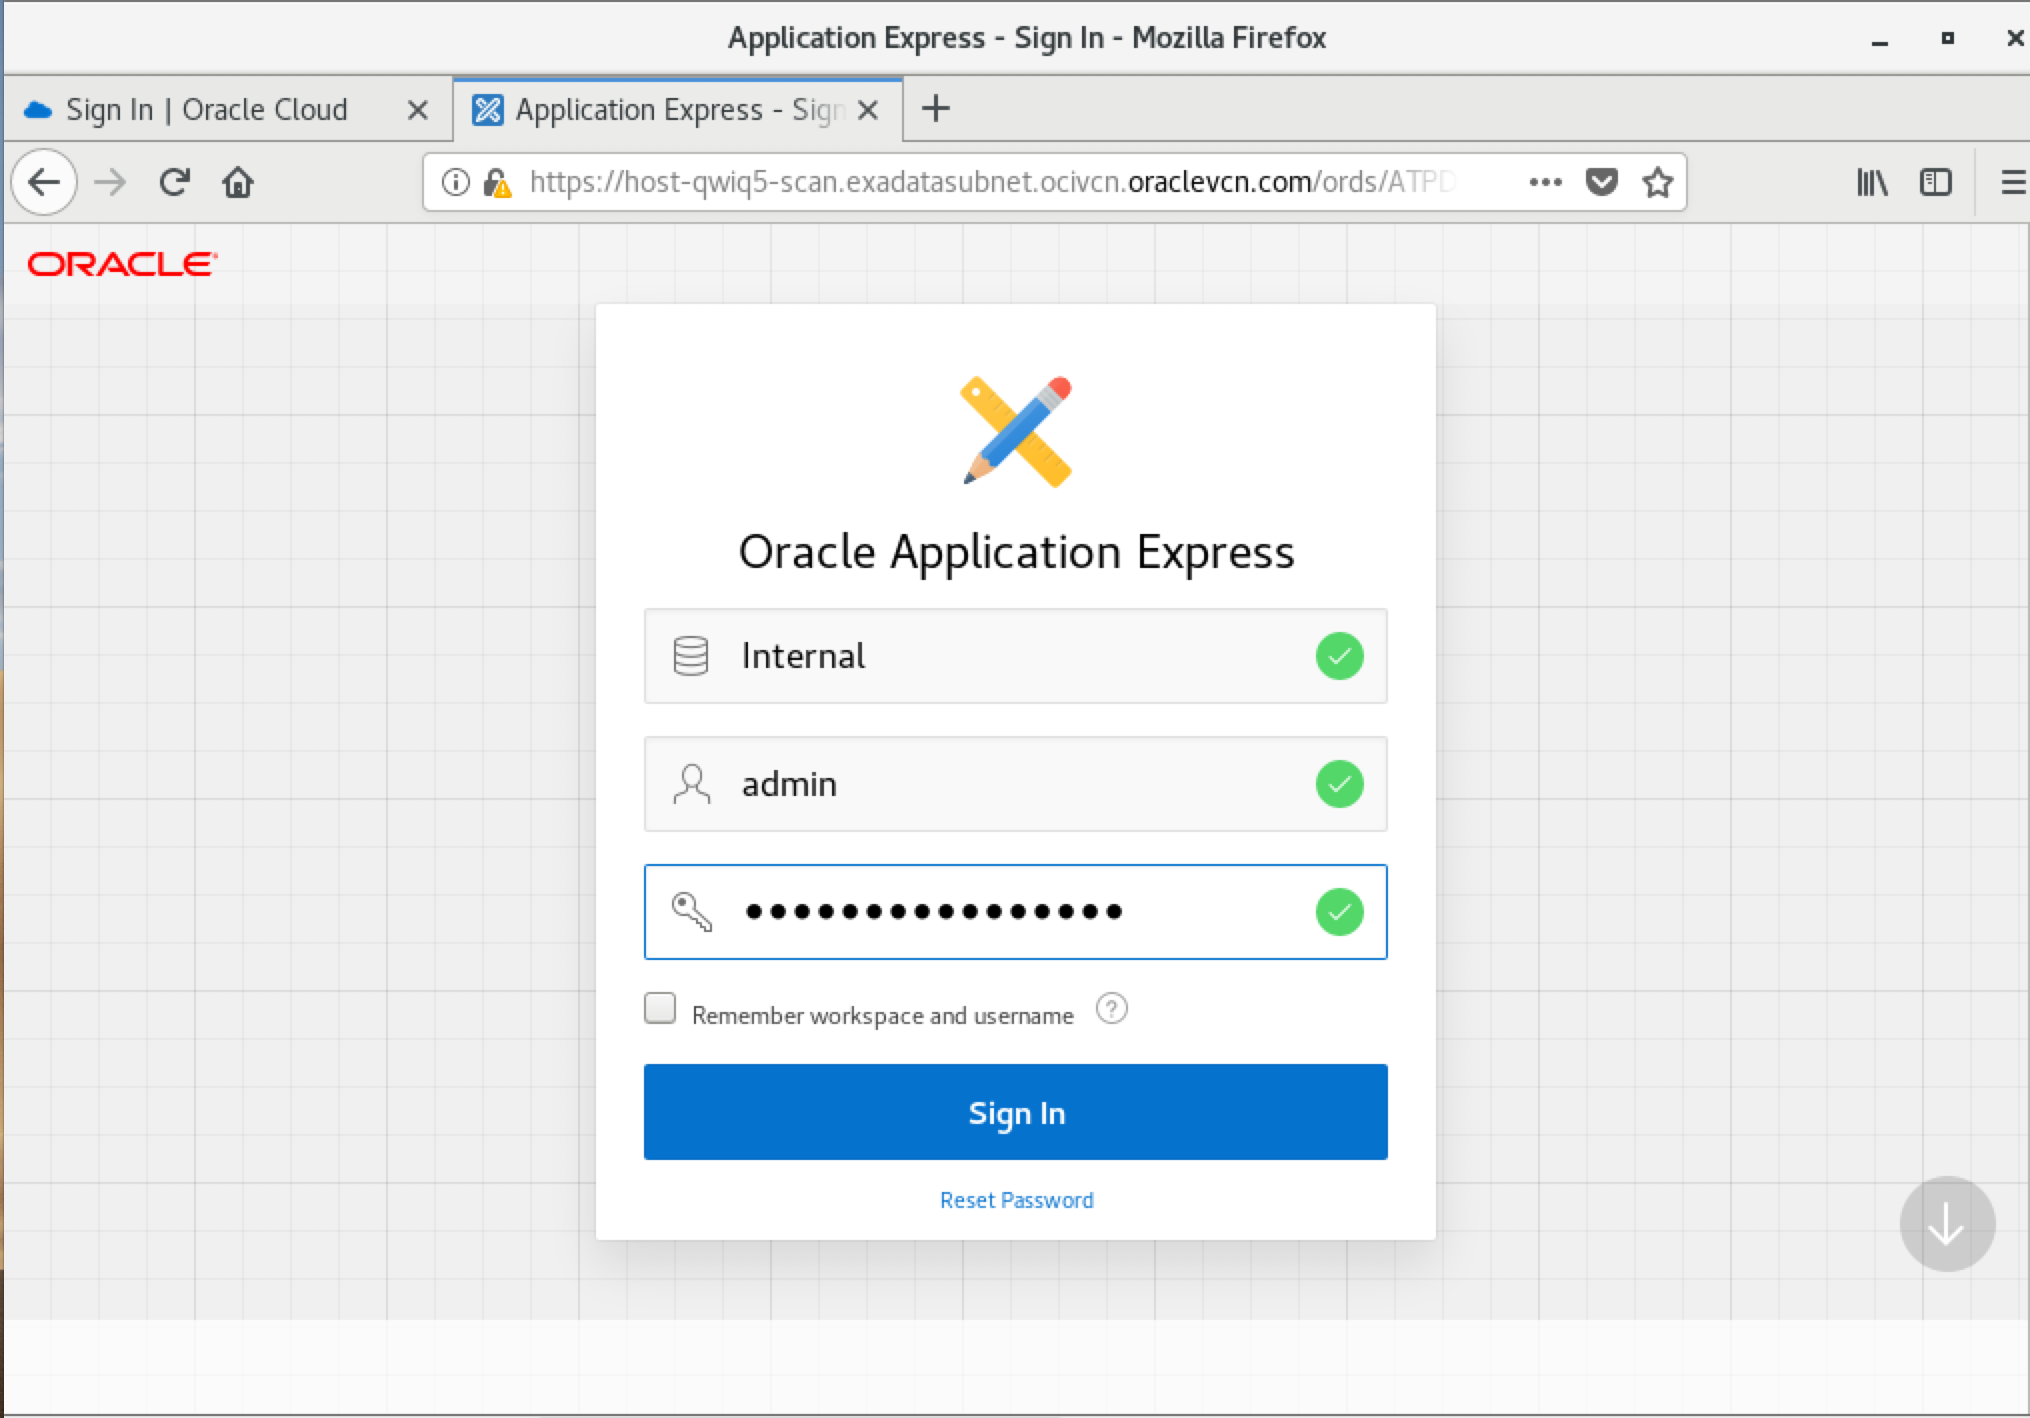 Application Express - Sign In - Mozilla Firefox
Sign In | Oracle Cloud
Application Express - Sign
https://host-qwiq5-scan.exadatasubnet.ocivcn.oraclevcn.com/ords/ATPD
ORACLE
Oracle Application Express
Internal
admin
Remember workspace and username ?
Sign In
Reset Password